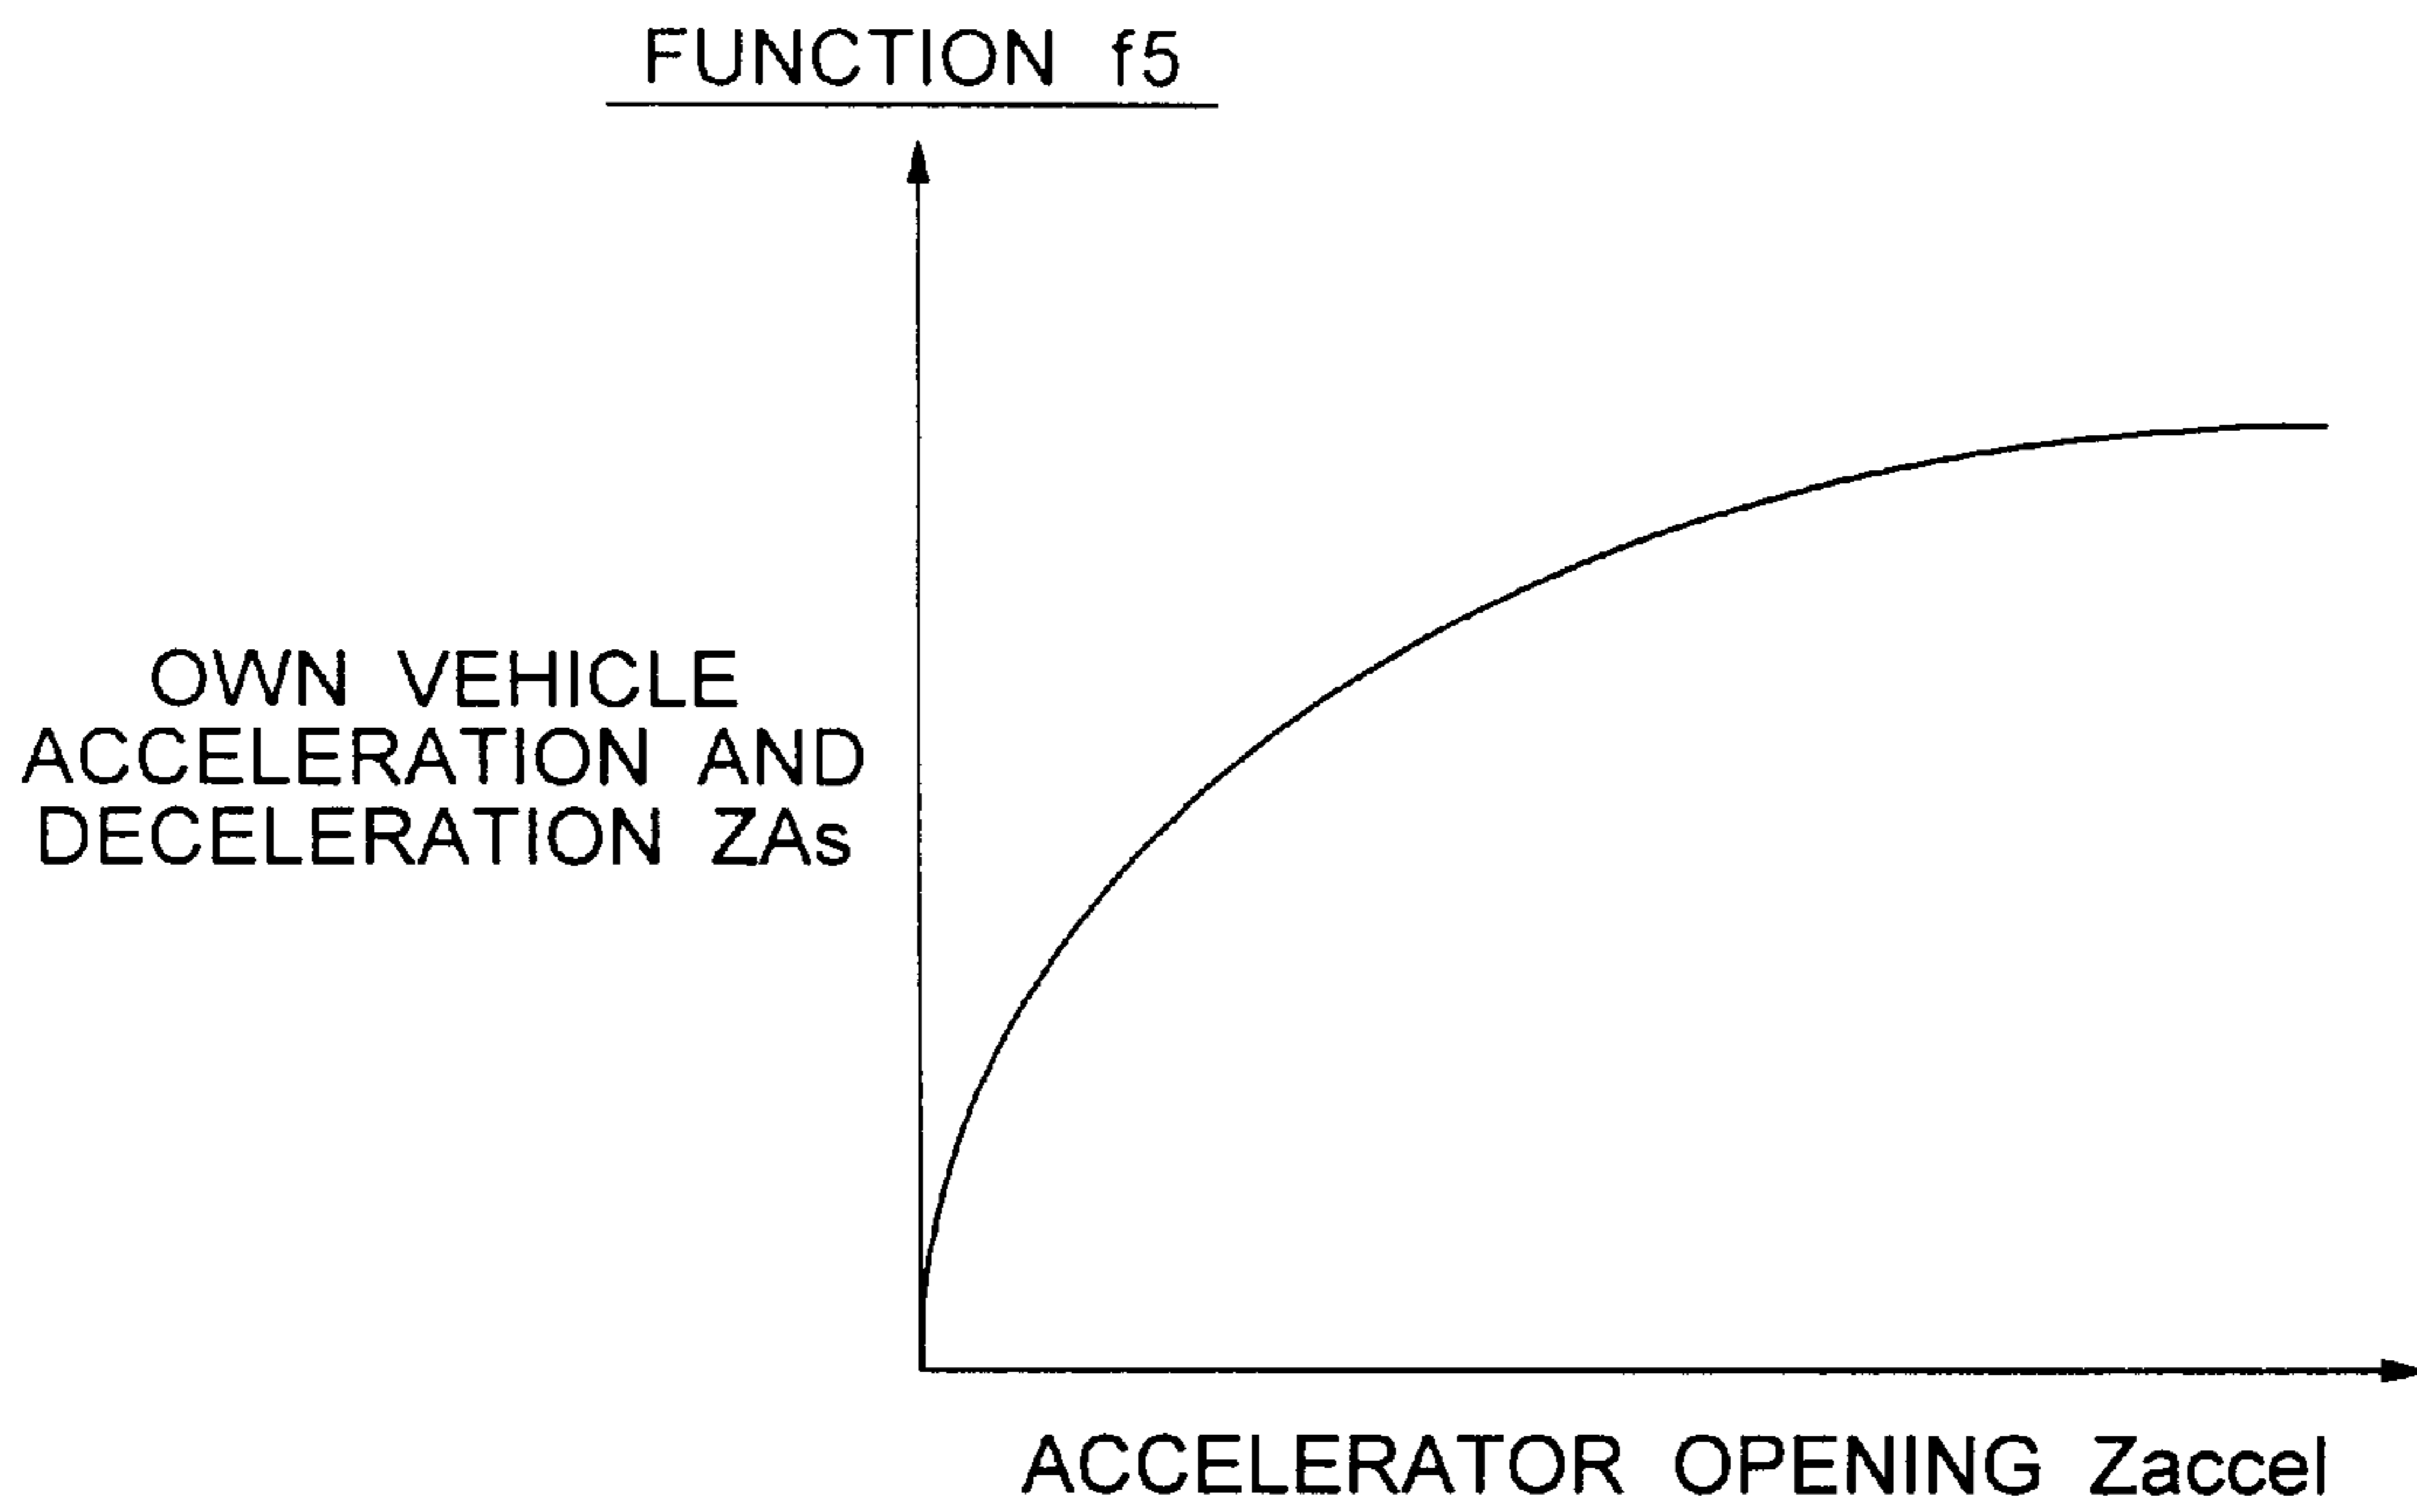 FUNCTION f5
OWN VEHICLE
ACCELERATION AND
DECELERATION ZAs
ACCELERATOR OPENING Zaccel